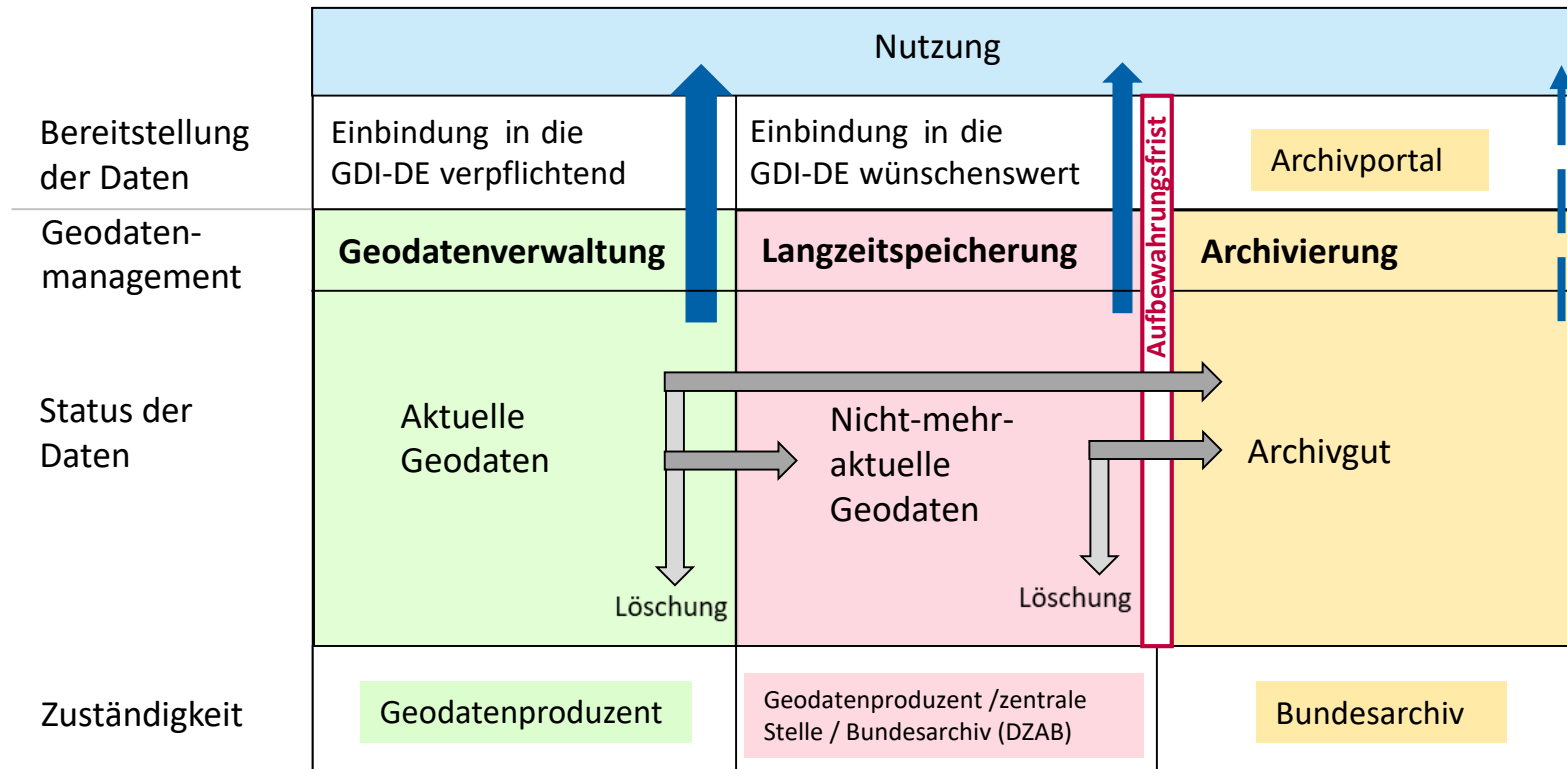 Nutzung
Bereitstellung
der Daten
Einbindung in die
GDI-DE verpflichtend
Einbindung in die
GDI-DE wünschenswert
Aufbewahrungsfrist
Archivportal
Geodaten-
management
Geodatenverwaltung
Langzeitspeicherung
Archivierung
Status der
Daten
Aktuelle
Geodaten
Nicht-mehr-
aktuelle
Geodaten
Archivgut
Löschung
Löschung
Zuständigkeit
Geodatenproduzent
Geodatenproduzent /zentrale
Stelle / Bundesarchiv (DZAB)
Bundesarchiv